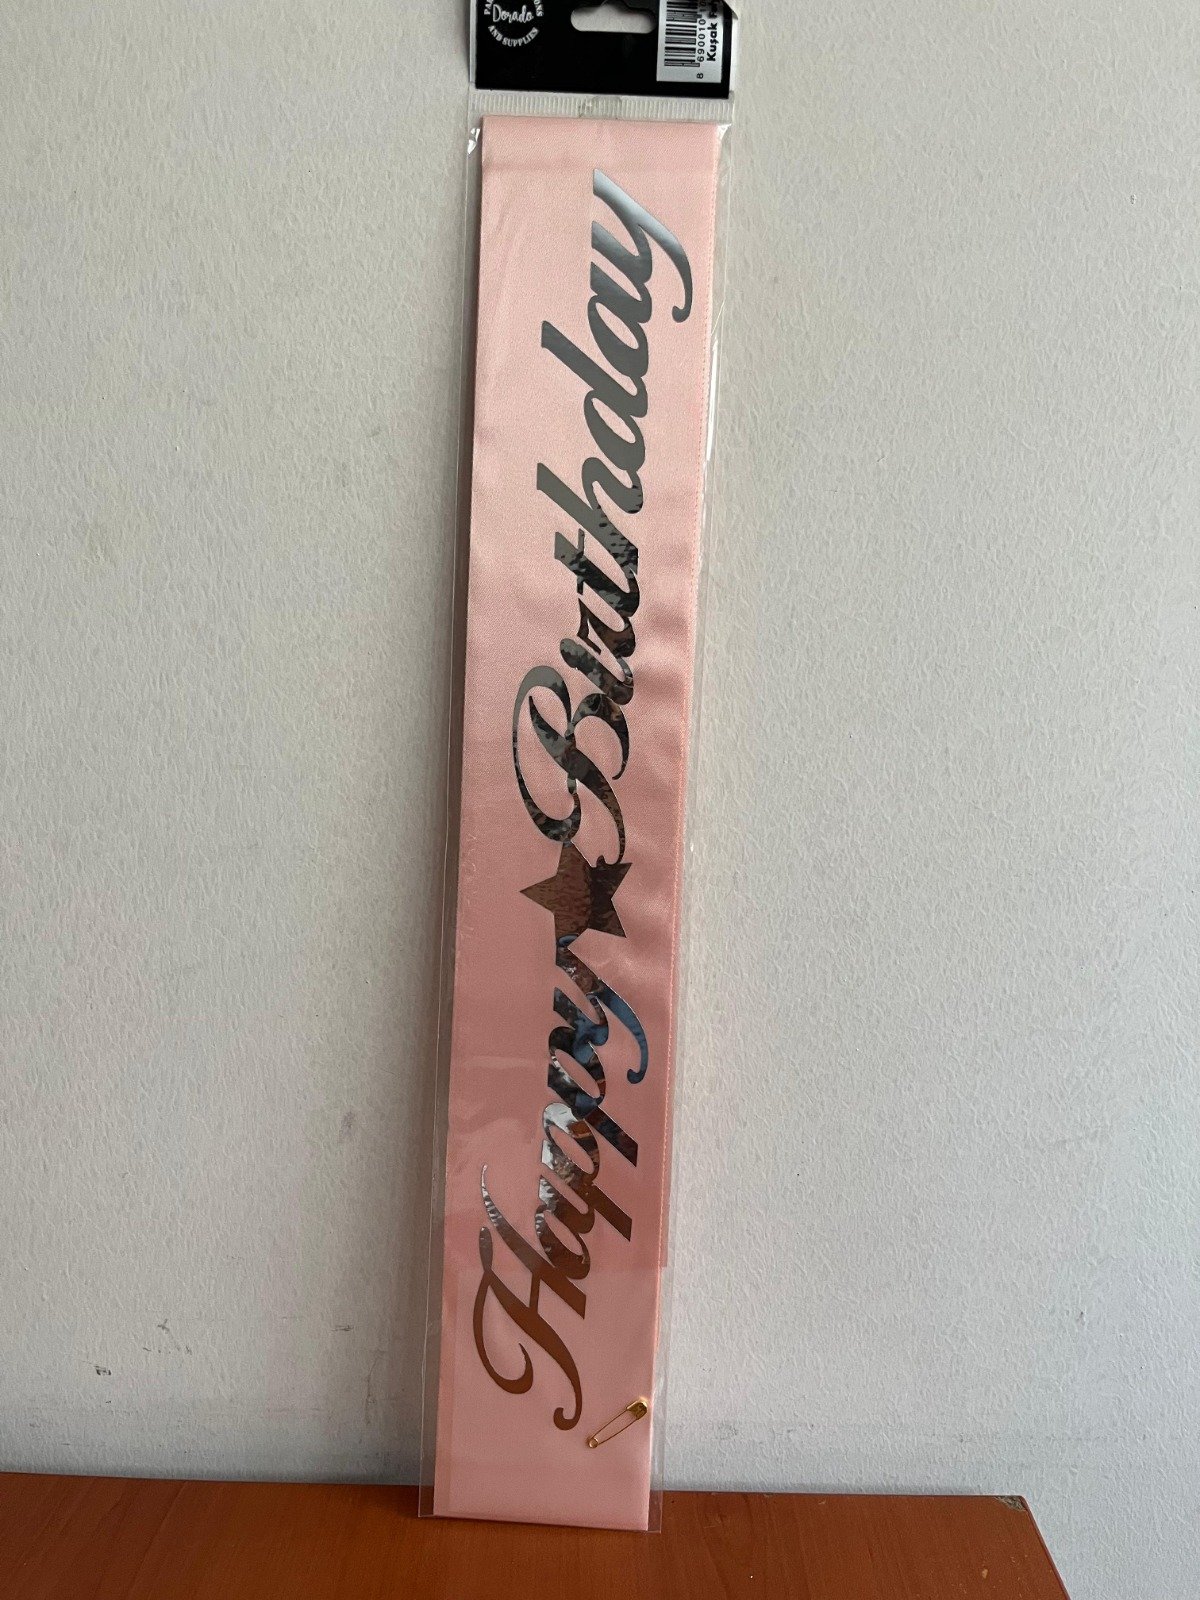 Dorado
AND SUPPLIES
Kuşak
Happy Birthday